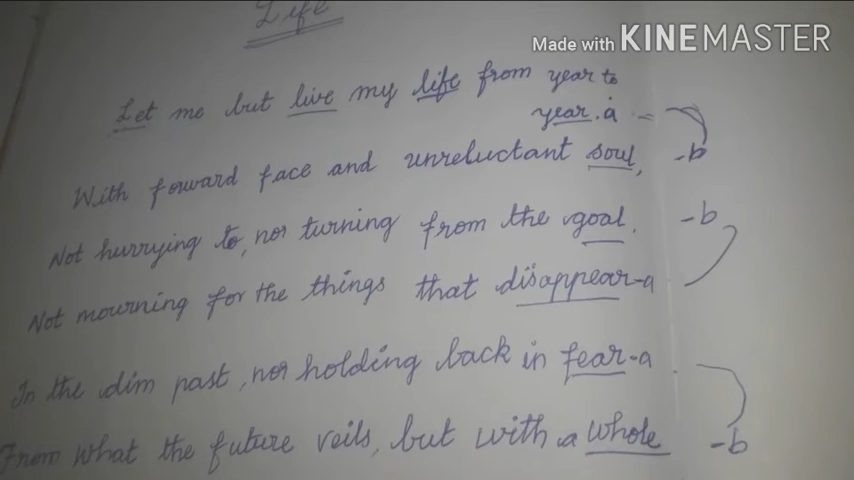 Life
Made with KINEMASTER
Let me but live my life from year to
year. a
With forward face and unreluctant soul, -b
Not hurrying to, nor turning from the goal, -b
Not mourning for the things that disappear-a
In the dim past, nor holding back in fear-a
From what the future veils, but with a whole -b